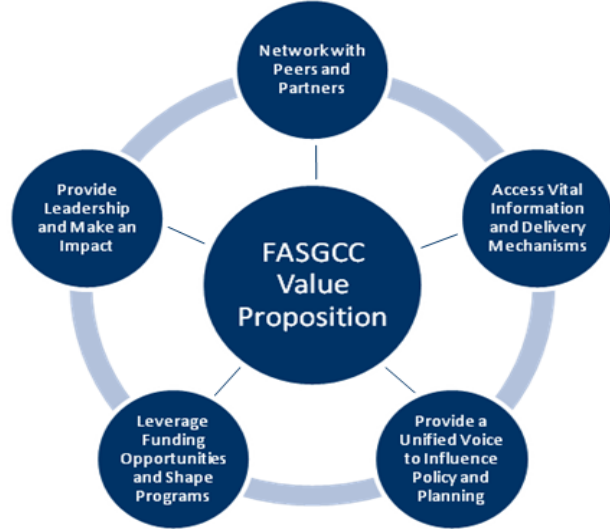 Network with
Peers and
Partners
Provide
Leadership
and Make an
Impact
Access Vital
Information
and Delivery
Mechanisms
FASGCC
Value
Proposition
Leverage
Funding
Opportunities
and Shape
Programs
Provide a
Unified Voice
to Influence
Policy and
Planning